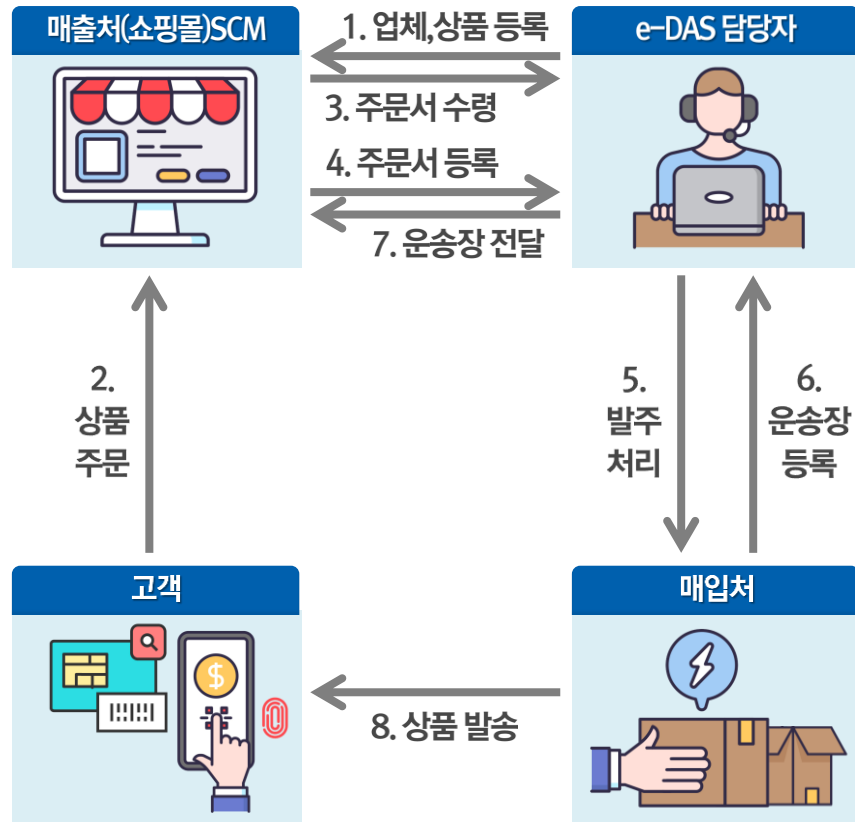 매출처(쇼핑몰)SCM
1. 업체,상품 등록
e-DAS 담당자
3. 주문서 수령
4. 주문서 등록
7. 운송장 전달
2.
상품
주문
5.
발주
처리
6.
운송장
등록
고객
매입처
$
8. 상품 발송